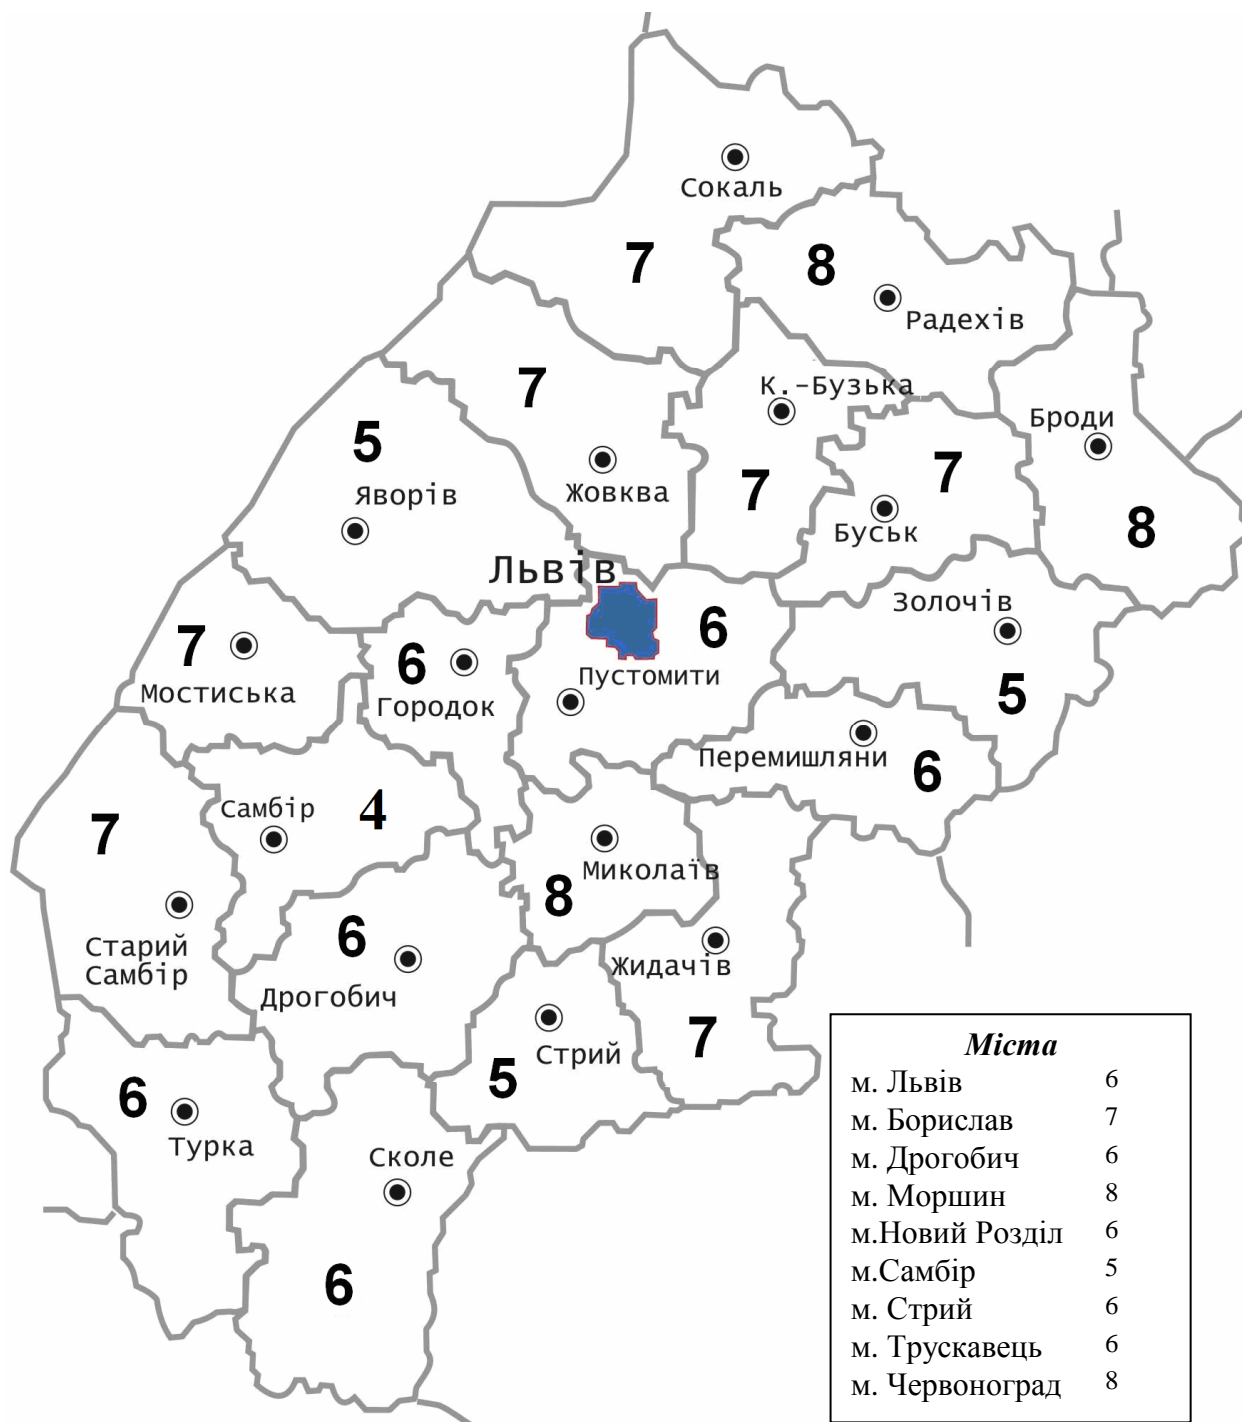 Сокаль
7
8
Радехів
7
К.-Бузька
5
Броди
Яворів
Жовква
7
7
Буськ
8
Львів
Золочів
7
Мостиська
6
Городок
6
Пустомити
5
Перемишляни
6
Самбір
4
7
Миколаїв
8
Старий
Самбір
6
Дрогобич
Жидачів
7
Стрий
5
6
Турка
Сколе
6
Міста
м. Львів 6
м. Борислав 7
м. Дрогобич 6
м. Моршин 8
м.Новий Розділ 6
м.Самбір 5
м. Стрий 6
м. Трускавець 6
м. Червоноград 8